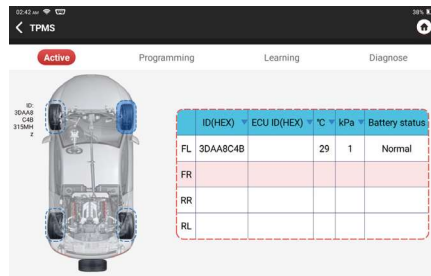 02:42 AM
38%
TPMS
Active Programming Learning Diagnose
ID:
3DAA8
C4B
315MH
z
ID(HEX) ECU ID(HEX) °C kPa Battery status
FL 3DAA8C4B 29 1 Normal
FR
RR
RL